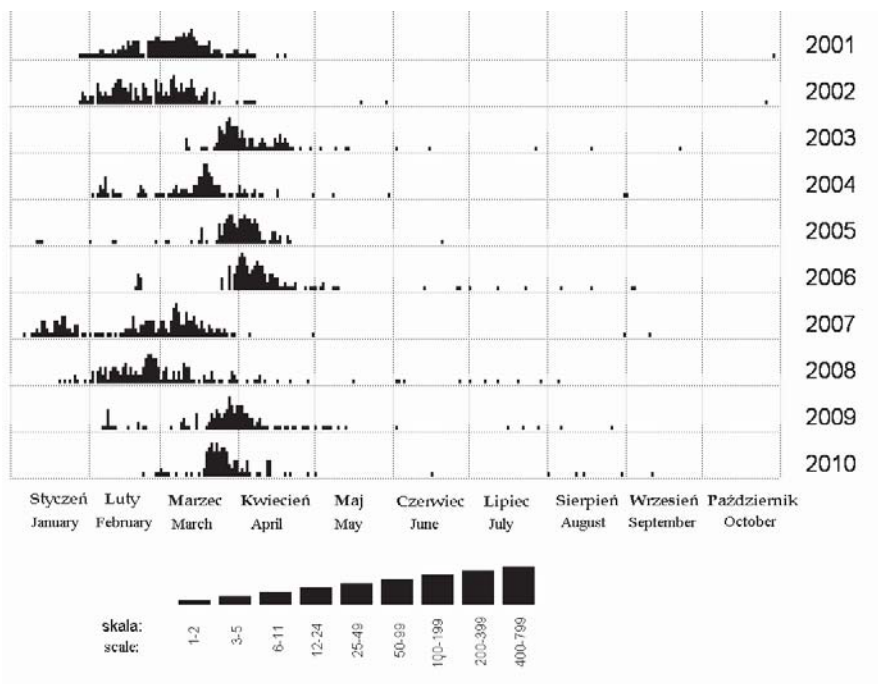 2001
2002
2003
2004
2005
2006
2007
2008
2009
2010
Styczeń Luty Marzec Kwiecień Maj Czerwiec Lipiec Sierpień Wrzesień Październik
January February March April May June July August September October
skala:
scale:
1-2 3-5 6-11 12-24 25-49 50-99 100-199 200-399 400-799